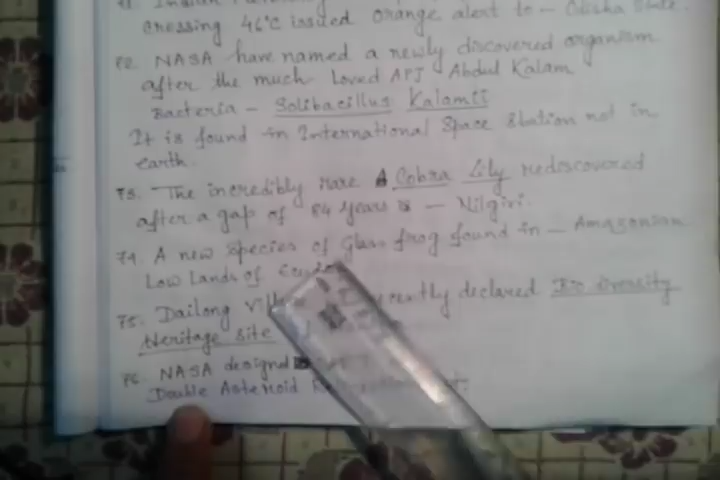 Indian
Crossing 46°C issued orange alert to - Odisha State.
72. NASA have named a newly discovered organism
after the much loved APJ Abdul Kalam
Bacteria - Solibacillus Kalamii
It is found in International Space Station not in
earth.
73. The incredibly rare Cobra Lily rediscovered
after a gap of 84 years - Nilgiri.
74. A new species of Glass frog found in - Amazonian
Low Lands of
75. Dailong recently declared Bio Diversity
Heritage site
76. NASA designed
Double Asteroid